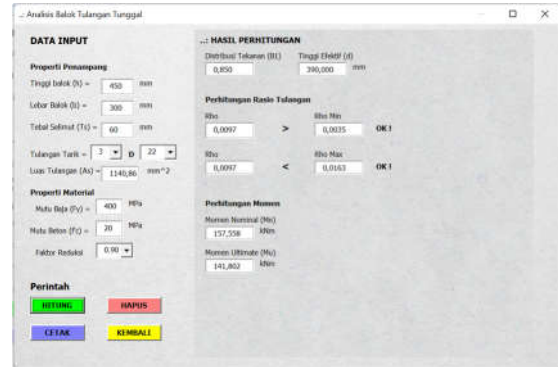 ..: Analisis Balok Tulangan Tunggal
DATA INPUT
Properti Penampang
Tinggi balok (h) = 450 mm
Lebar Balok (b) = 300 mm
Tebal Selimut (Ts) = 60 mm
Tulangan Tarik = 3 D 22
Luas Tulangan (As) = 1140,86 mm^2
Properti Material
Mutu Baja (Fy) = 400 MPa
Mutu Beton (Fc) = 20 MPa
Faktor Reduksi 0.90
Perintah
HITUNG HAPUS
CETAK KEMBALI
..: HASIL PERHITUNGAN
Distribusi Tekanan (B1) Tinggi Efektif (d)
0,850 390,000 mm
Perhitungan Rasio Tulangan
Rho Rho Min
0,0097 > 0,0035 OK !
Rho Rho Max
0,0097 < 0,0163 OK !
Perhitungan Momen
Momen Nominal (Mn)
157,558 kNm
Momen Ultimate (Mu)
141,802 kNm